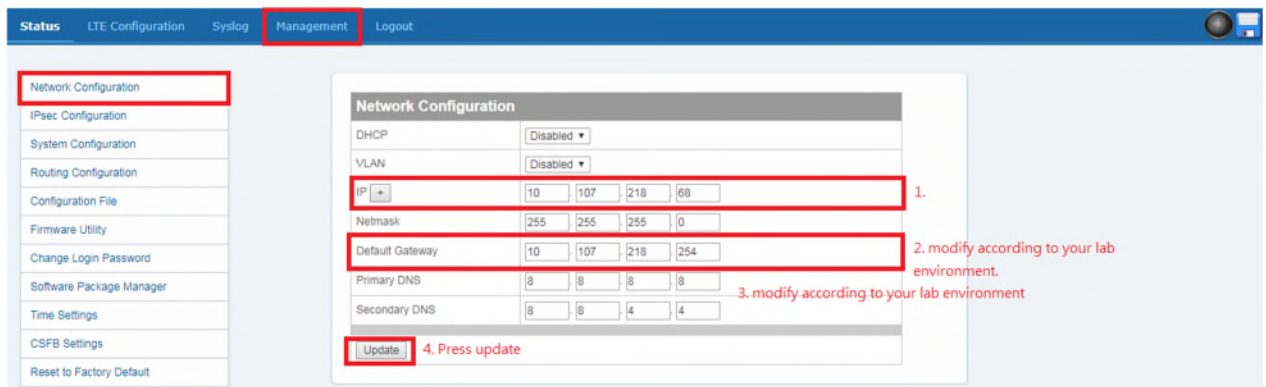 Status LTE Configuration Syslog Management Logout
Network Configuration
IPsec Configuration
System Configuration
Routing Configuration
Configuration File
Firmware Utility
Change Login Password
Software Package Manager
Time Settings
CSFB Settings
Reset to Factory Default
Network Configuration
DHCP Disabled
VLAN Disabled
IP + 10 . 107 . 218 . 68 1.
Netmask 255 . 255 . 255 . 0
Default Gateway 10 . 107 . 218 . 254 2. modify according to your lab
environment.
Primary DNS 8 . 8 . 8 . 8
3. modify according to your lab environment
Secondary DNS 8 . 8 . 4 . 4
Update 4. Press update